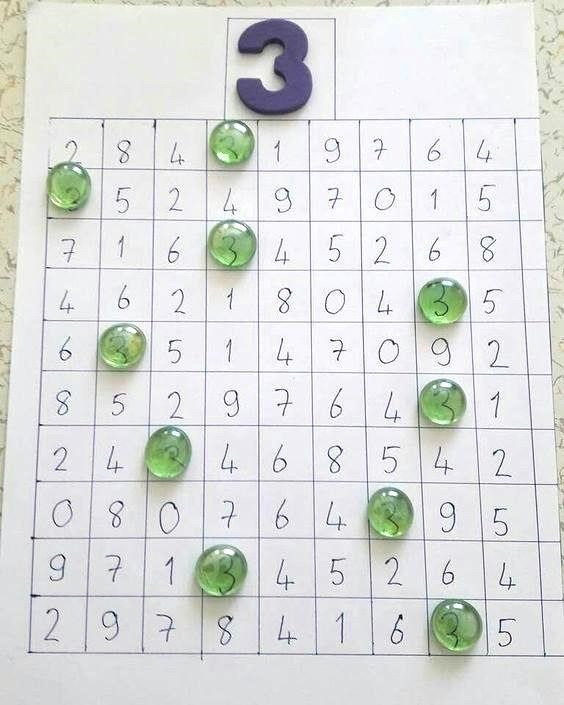 3
2 8 4 3 1 9 7 6 4
3 5 2 4 9 7 0 1 5
7 1 6 3 4 5 2 6 8
4 6 2 1 8 0 4 3 5
6 3 5 1 4 7 0 9 2
8 5 2 9 7 6 4 3 1
2 4 3 4 6 8 5 4 2
0 8 0 7 6 4 3 9 5
9 7 1 3 4 5 2 6 4
2 9 7 8 4 1 6 3 5